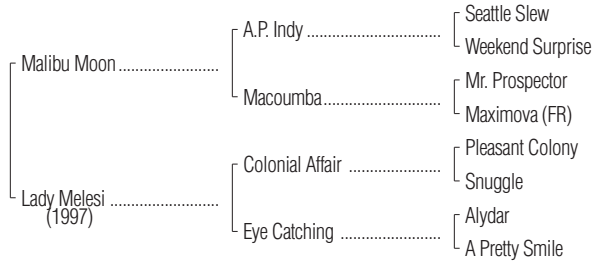 Seattle Slew
A.P. Indy
Weekend Surprise
Malibu Moon
Mr. Prospector
Macoumba
Maximova (FR)
Pleasant Colony
Colonial Affair
Snuggle
Lady Melesi
(1997)
Alydar
Eye Catching
A Pretty Smile